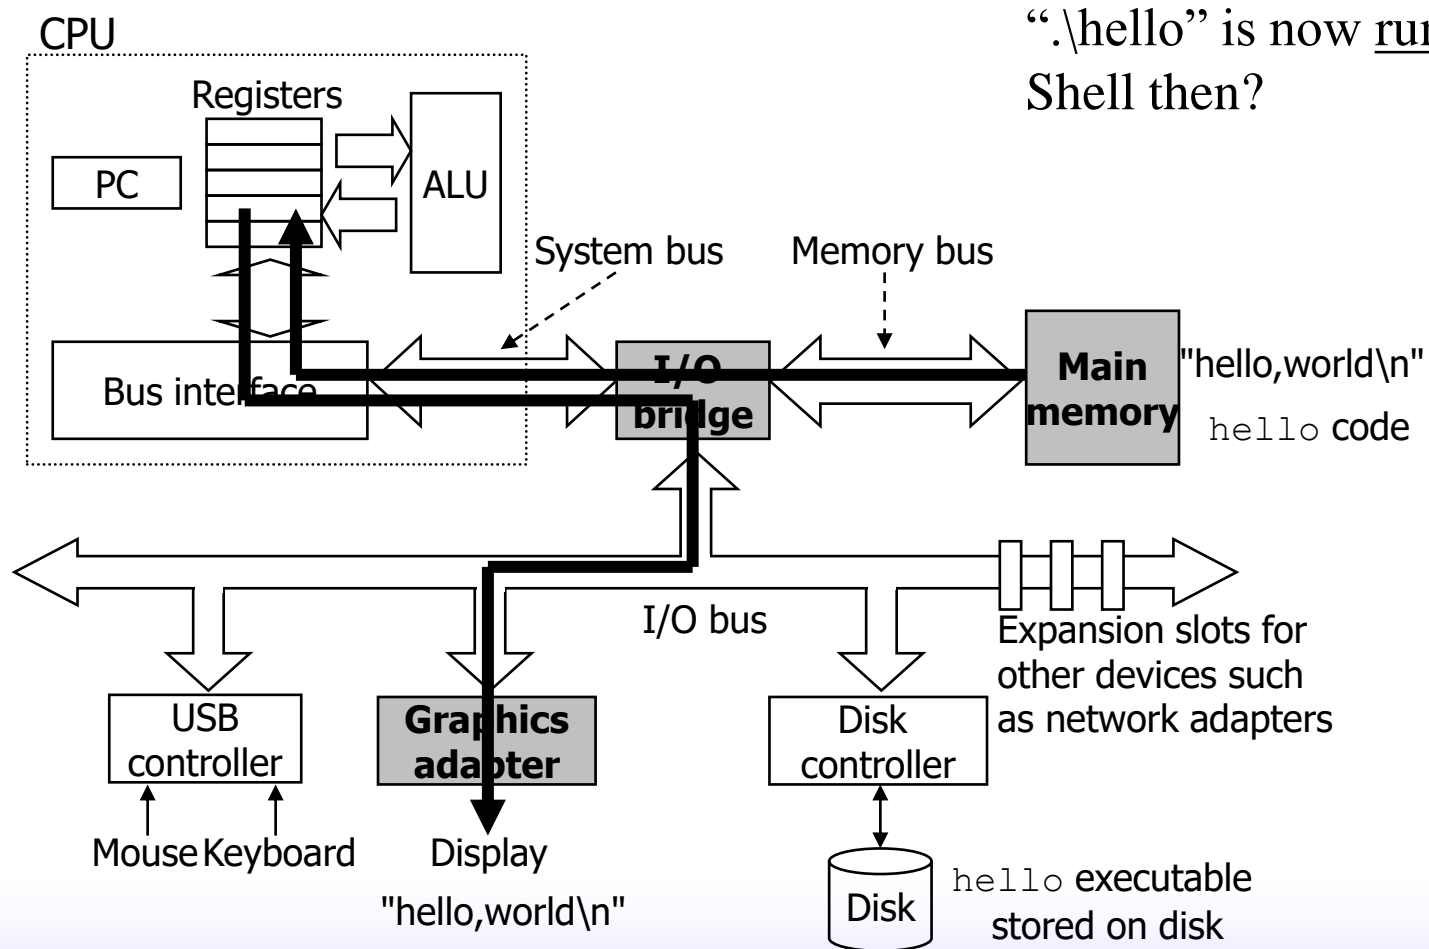 CPU
“.\hello” is now
Shell then?
Registers
PC
ALU
System bus
Memory bus
Bus interface
I/O
bridge
Main
memory
"hello,world\n"
hello code
I/O bus
Expansion slots for
other devices such
as network adapters
USB
controller
Graphics
adapter
Disk
controller
Mouse
Keyboard
Display
"hello,world\n"
Disk
hello executable
stored on disk